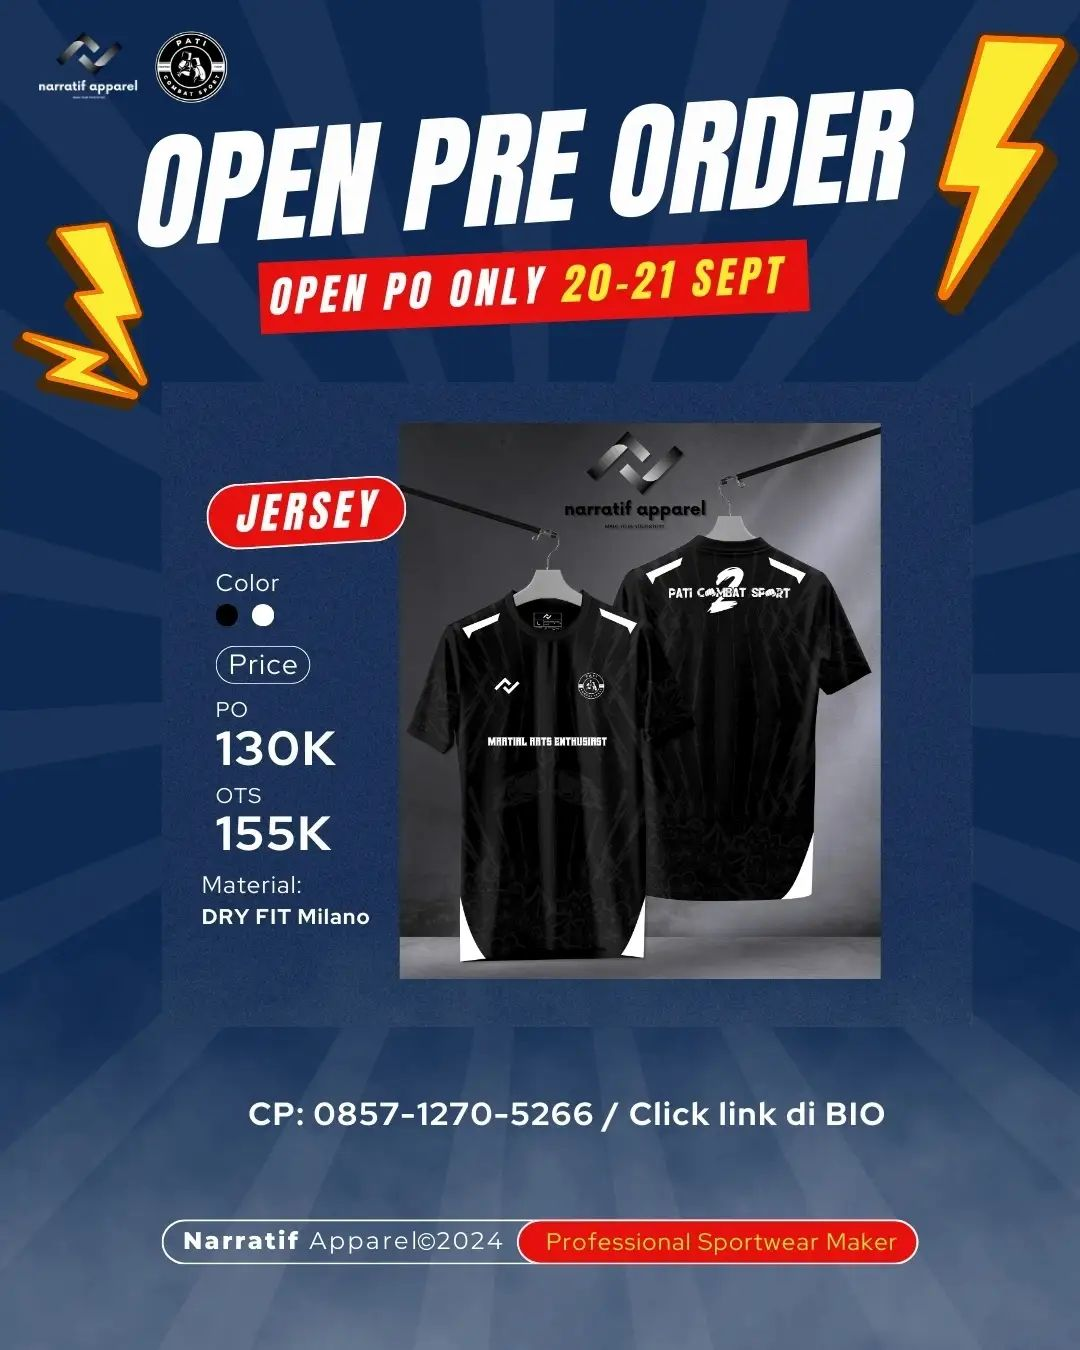 narratif apparel
PATI
COMBAT SPORT
OPEN PRE ORDER
OPEN PO ONLY 20-21 SEPT
JERSEY
Color
Price
PO
130K
OTS
155K
Material:
DRY FIT Milano
narratif apparel
PATI COMBAT SPORT
2
PATI
MARTIAL ARTS ENTHUSIAST
CP: 0857-1270-5266 / Click link di BIO
Narratif Apparel©2024
Professional Sportwear Maker